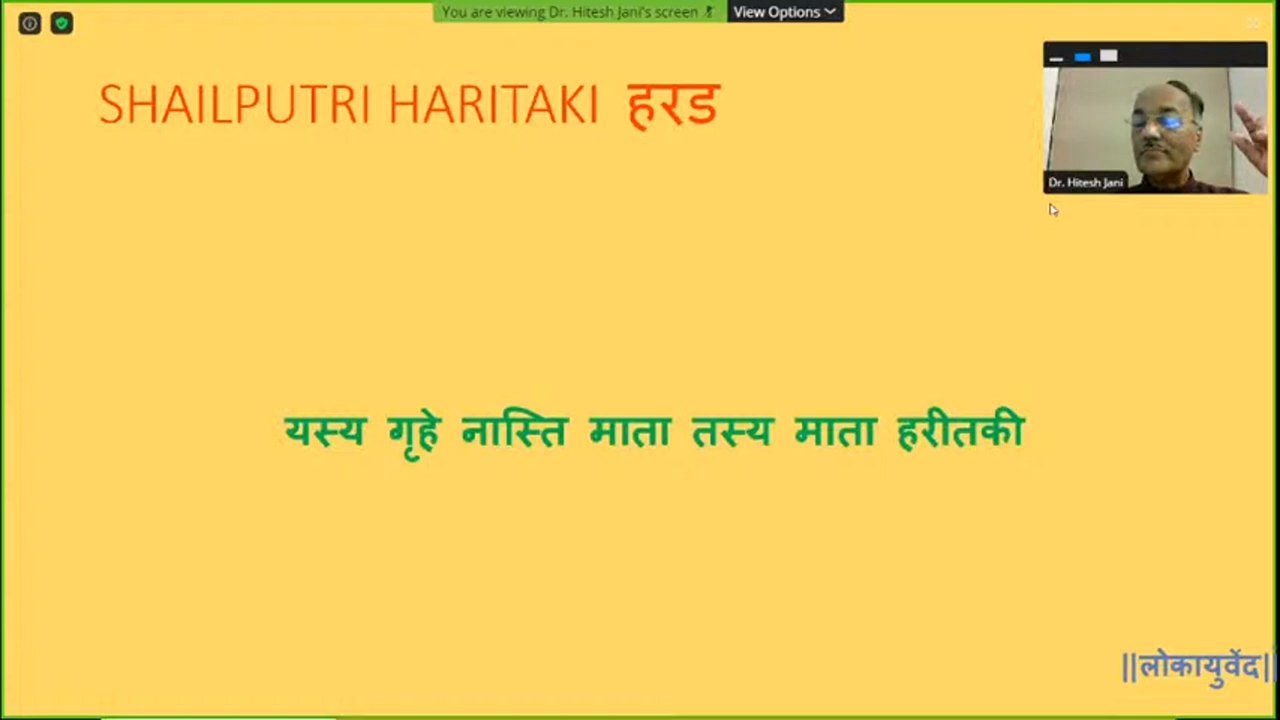 You are viewing Dr. Hitesh Jani's screen
View Options
SHAILPUTRI HARITAKI हरड
Dr. Hitesh Jani
यस्य गृहे नास्ति माता तस्य माता हरीतकी
||लोकायुर्वेद||